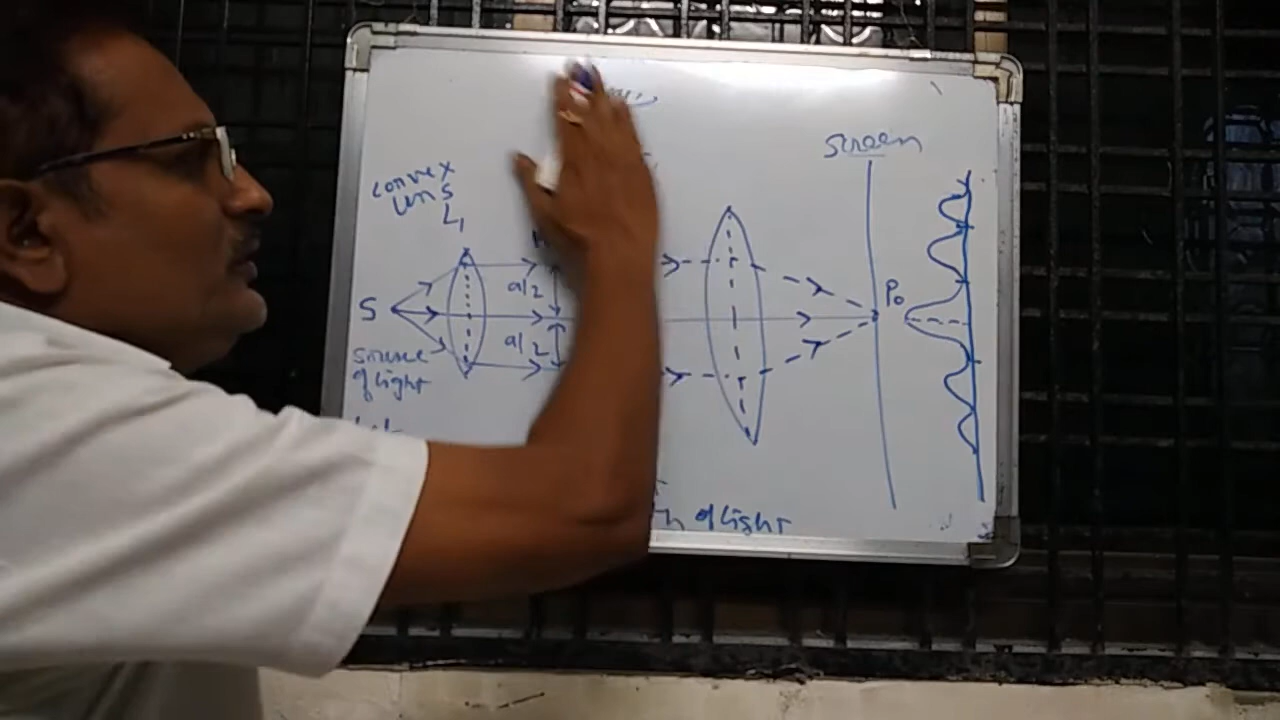 screen
convex
lens
L1
a/2
P0
S
a/2
source
of light
of light